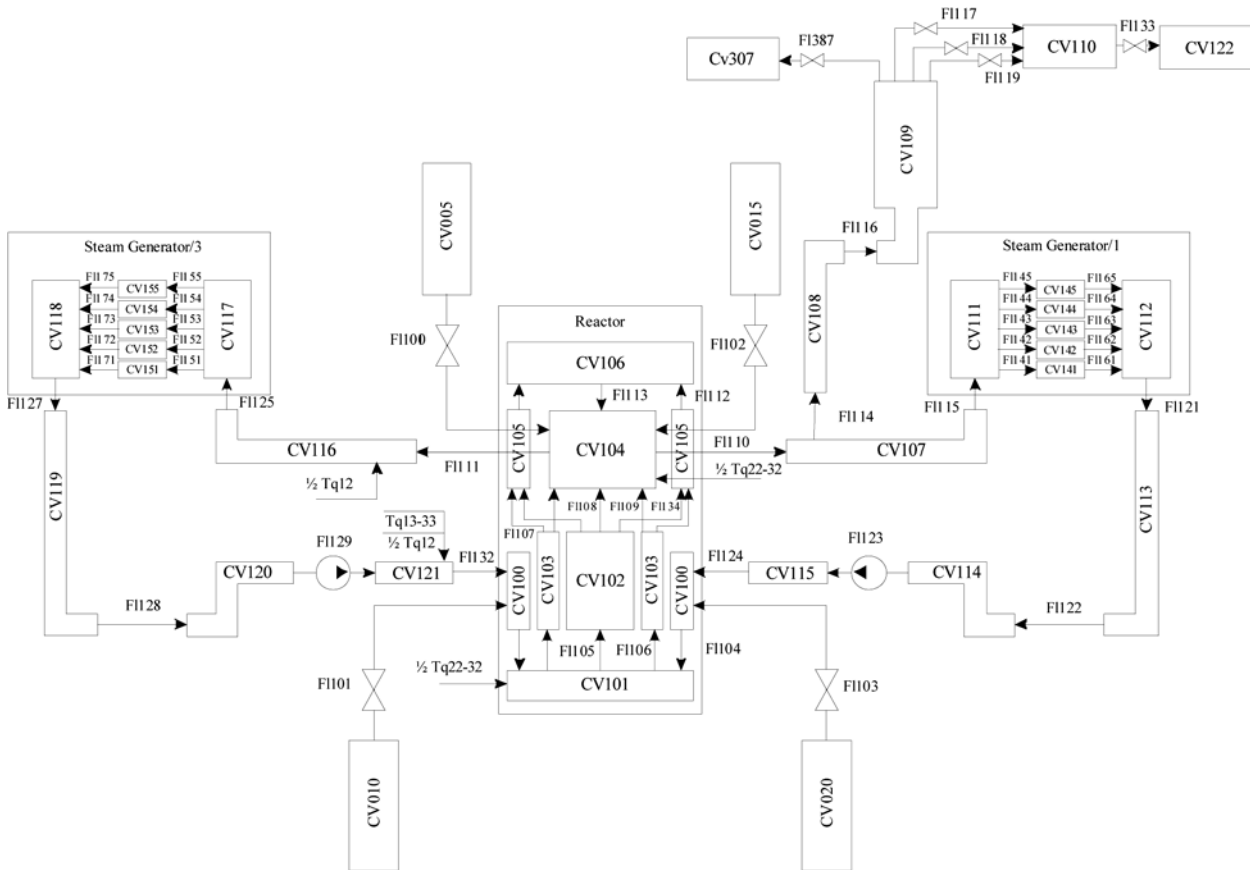 Fl117
Fl118
Fl133
Fl387
CV110
CV122
Cv307
Fl119
CV109
CV005
CV015
Fl116
Steam Generator/3
Steam Generator/1
CV108
Fl175
Fl155
CV155
Fl174
Fl154
CV154
Fl173
Fl153
CV153
Fl172
Fl152
CV152
Fl171
Fl151
CV151
CV118
CV117
Fl145
Fl165
CV145
Fl144
Fl164
CV144
Fl143
Fl163
CV143
Fl142
Fl162
CV142
Fl141
Fl161
CV141
CV111
CV112
Reactor
Fl100
Fl102
CV106
Fl127
Fl125
Fl113
Fl112
Fl114
Fl115
Fl121
CV105
CV104
CV105
Fl110
CV116
Fl111
CV107
½ Tq12
½ Tq22-32
CV119
CV113
Fl108
Fl109
Fl134
Tq13-33
½ Tq12
Fl107
Fl129
Fl132
Fl124
Fl123
CV120
CV121
CV100
CV103
CV102
CV103
CV100
CV115
CV114
Fl128
Fl122
Fl105
Fl106
Fl104
½ Tq22-32
CV101
Fl101
Fl103
CV010
CV020